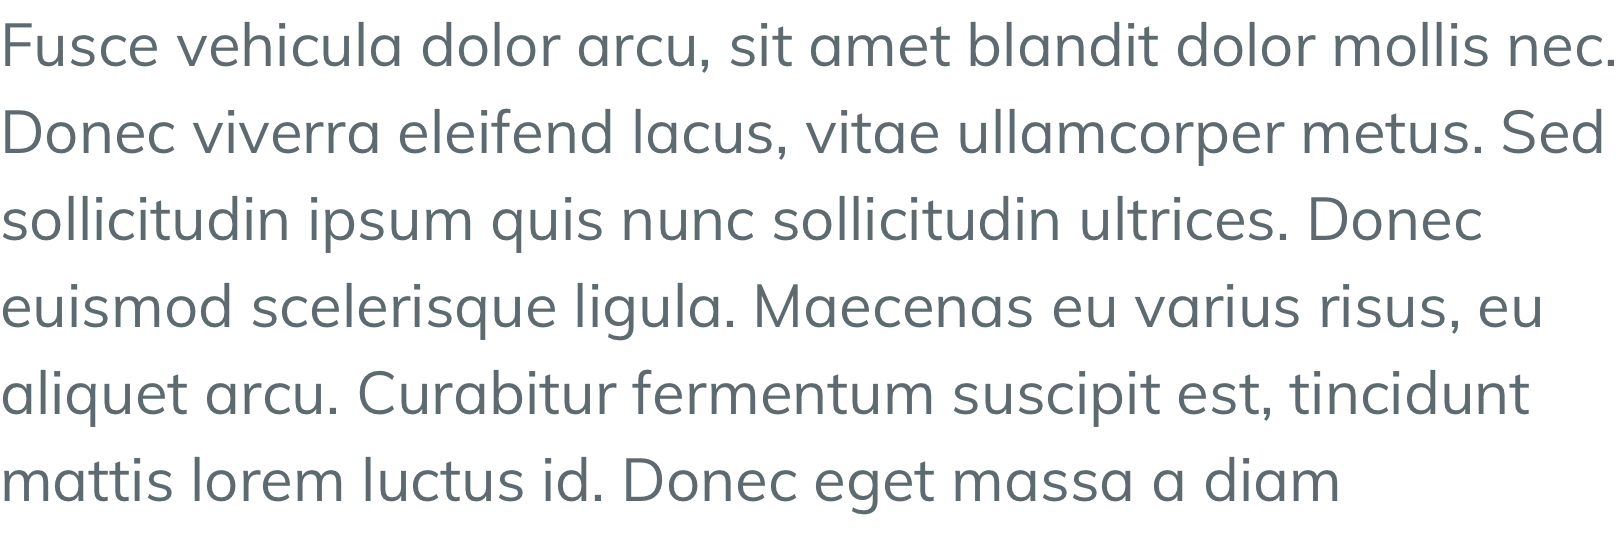 Fusce vehicula dolor arcu, sit amet blandit dolor mollis nec.
Donec viverra eleifend lacus, vitae ullamcorper metus. Sed
sollicitudin ipsum quis nunc sollicitudin ultrices. Donec
euismod scelerisque ligula. Maecenas eu varius risus, eu
aliquet arcu. Curabitur fermentum suscipit est, tincidunt
mattis lorem luctus id. Donec eget massa a diam